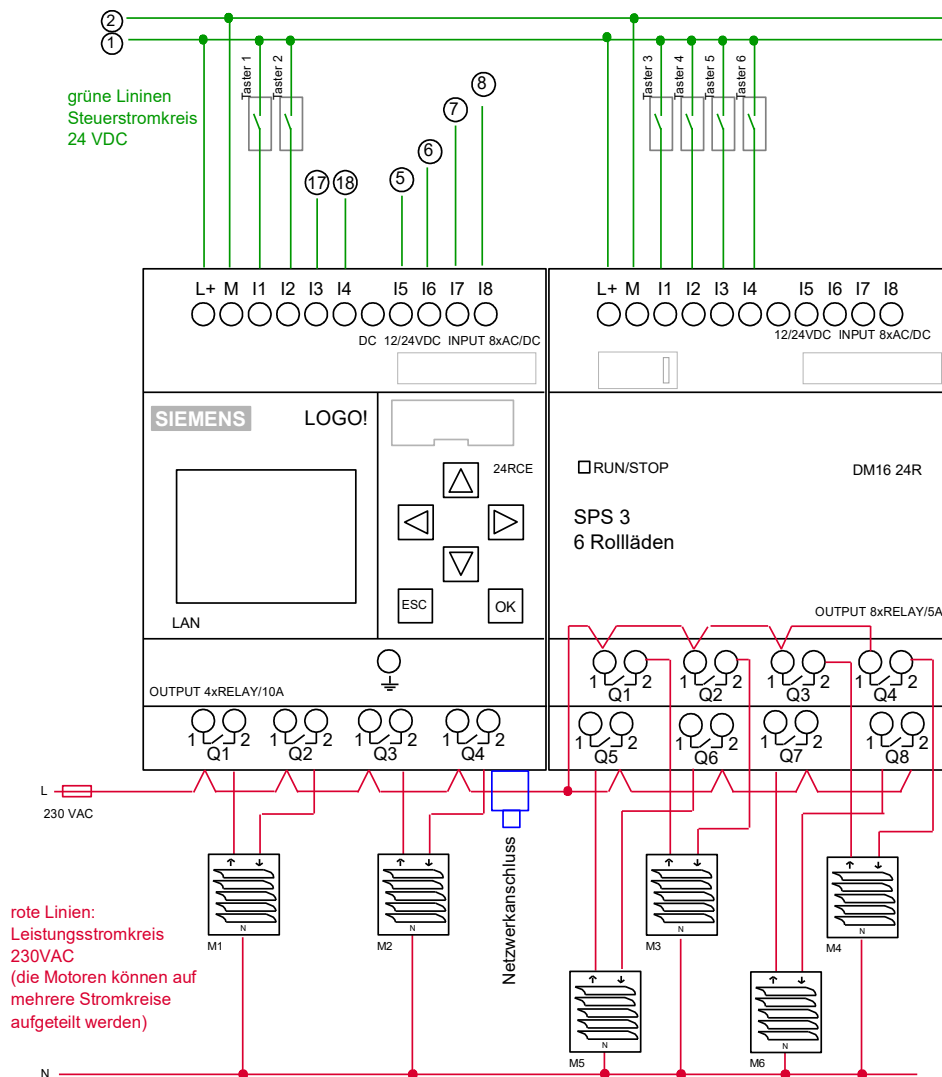 2
1
Taster 1
Taster 2
Taster 3
Taster 4
Taster 5
Taster 6
grüne Lininen
Steuerstromkreis
24 VDC
8
7
6
5
17
18
L+ M I1 I2 I3 I4 I5 I6 I7 I8
DC 12/24VDC INPUT 8xAC/DC
L+ M I1 I2 I3 I4 I5 I6 I7 I8
12/24VDC INPUT 8xAC/DC
SIEMENS
LOGO!
24RCE
ESC
OK
LAN
RUN/STOP
DM16 24R
SPS 3
6 Rollläden
OUTPUT 8xRELAY/5A
1 2 1 2 1 2 1 2
Q1 Q2 Q3 Q4
OUTPUT 4xRELAY/10A
1 2 1 2 1 2 1 2
Q1 Q2 Q3 Q4
1 2 1 2 1 2 1 2
Q5 Q6 Q7 Q8
L
230 VAC
Netzwerkanschluss
N
M1
N
M2
N
M3
N
M4
N
M5
N
M6
rote Linien:
Leistungsstromkreis
230VAC
(die Motoren können auf
mehrere Stromkreise
aufgeteilt werden)
N